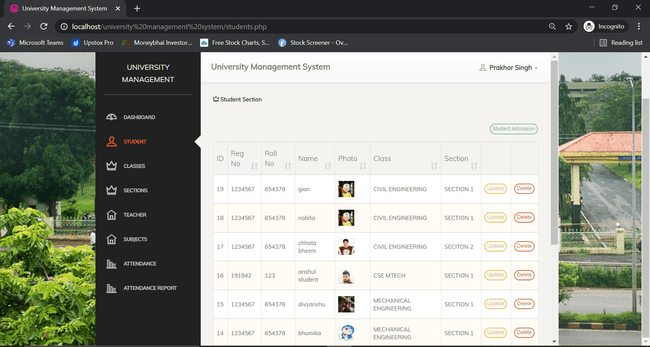 University Management System
localhost/university%20management%20system/students.php
Incognito
Microsoft Teams
Upstox Pro
Moneybhai Investor...
Free Stock Charts, S...
Stock Screener - Ov...
Reading list
UNIVERSITY
MANAGEMENT
DASHBOARD
STUDENT
CLASSES
SECTIONS
TEACHER
SUBJECTS
ATTENDANCE
ATTENDANCE REPORT
University Management System
Prakhar Singh
Student Section
Student Admission
ID Reg No Roll No Name Photo Class Section
19 1234567 654378 gian CIVIL ENGINEERING SECTION 1 Update Delete
18 1234567 654378 nobita CIVIL ENGINEERING SECTION 1 Update Delete
17 1234567 654378 chhota bheem CIVIL ENGINEERING SECITON 2 Update Delete
16 191942 123 anshul student CSE MTECH SECTION 1 Update Delete
15 1234567 654378 divyanshu MECHANICAL ENGINEERING SECTION 1 Update Delete
14 1234567 654378 bhumika MECHANICAL ENGINEERING SECTION 1 Update Delete